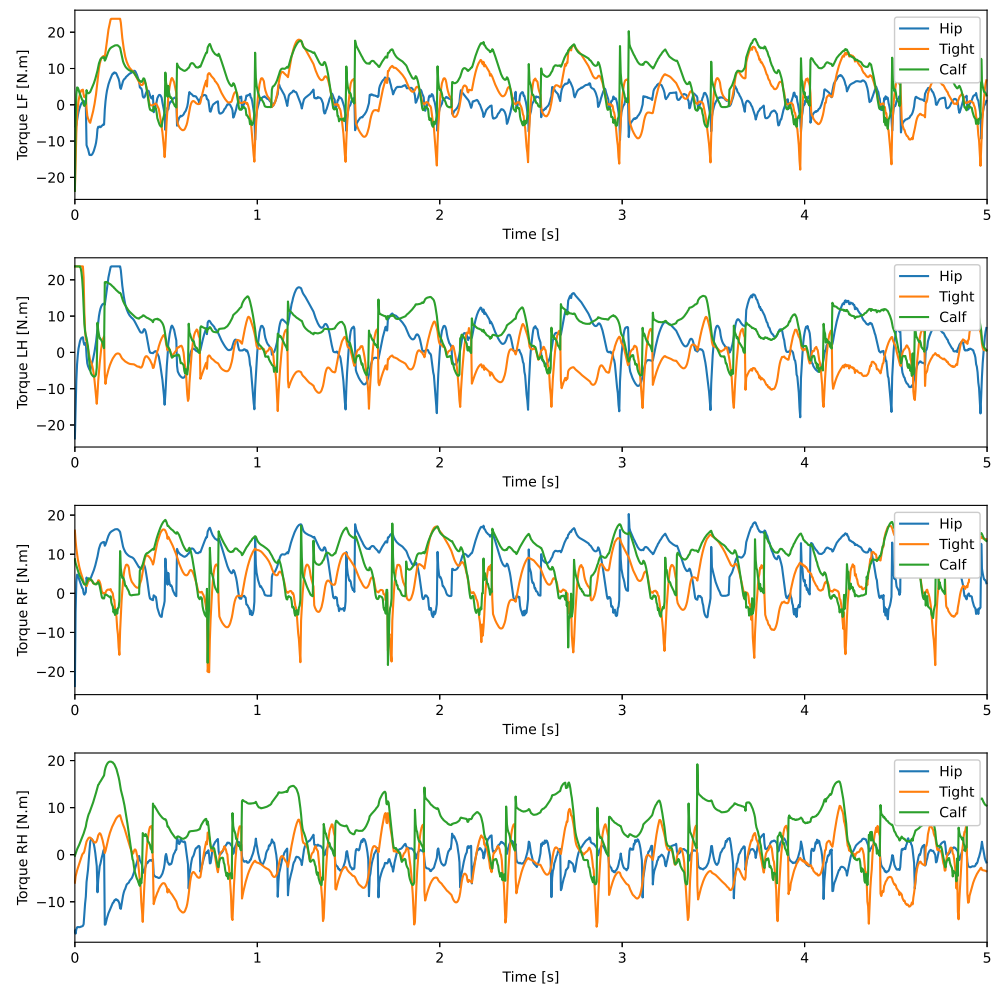 20
10
0
−10
−20
Torque LF [N.m]
Hip
Tight
Calf
0 1 2 3 4 5
Time [s]
20
10
0
−10
−20
Torque LH [N.m]
Hip
Tight
Calf
0 1 2 3 4 5
Time [s]
20
10
0
−10
−20
Torque RF [N.m]
Hip
Tight
Calf
0 1 2 3 4 5
Time [s]
20
10
0
−10
Torque RH [N.m]
Hip
Tight
Calf
0 1 2 3 4 5
Time [s]